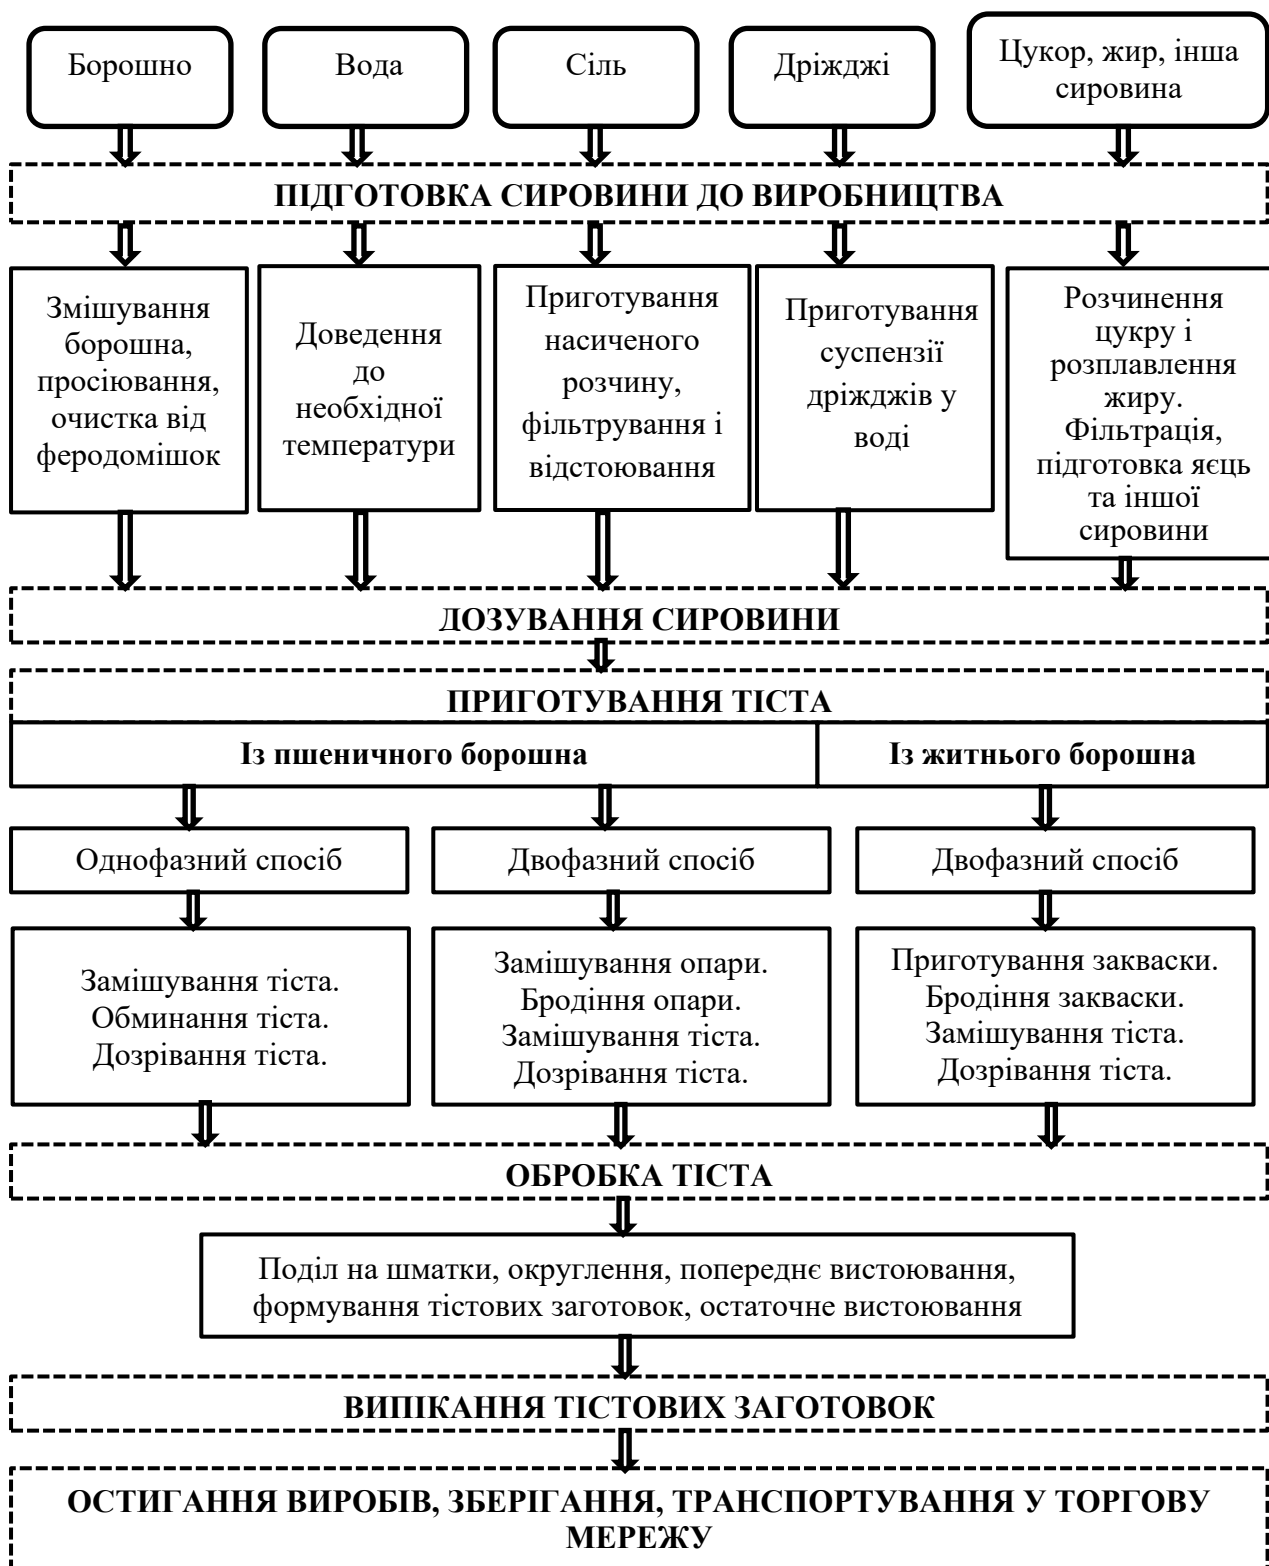 Борошно
Вода
Сіль
Дріжджі
Цукор, жир, інша
сировина
ПІДГОТОВКА СИРОВИНИ ДО ВИРОБНИЦТВА
Змішування
борошна,
просіювання,
очистка від
феродомішок
Доведення
до
необхідної
температури
Приготування
насиченого
розчину,
фільтрування і
відстоювання
Приготування
суспензії
дріжджів у
воді
Розчинення
цукру і
розплавлення
жиру.
Фільтрація,
підготовка яєць
та іншої
сировини
ДОЗУВАННЯ СИРОВИНИ
ПРИГОТУВАННЯ ТІСТА
Із пшеничного борошна
Із житнього борошна
Однофазний спосіб
Двофазний спосіб
Двофазний спосіб
Замішування тіста.
Обминання тіста.
Дозрівання тіста.
Замішування опари.
Бродіння опари.
Замішування тіста.
Дозрівання тіста.
Приготування закваски.
Бродіння закваски.
Замішування тіста.
Дозрівання тіста.
ОБРОБКА ТІСТА
Поділ на шматки, округлення, попереднє вистоювання,
формування тістових заготовок, остаточне вистоювання
ВИПІКАННЯ ТІСТОВИХ ЗАГОТОВОК
ОСТИГАННЯ ВИРОБІВ, ЗБЕРІГАННЯ, ТРАНСПОРТУВАННЯ У ТОРГОВУ
МЕРЕЖУ